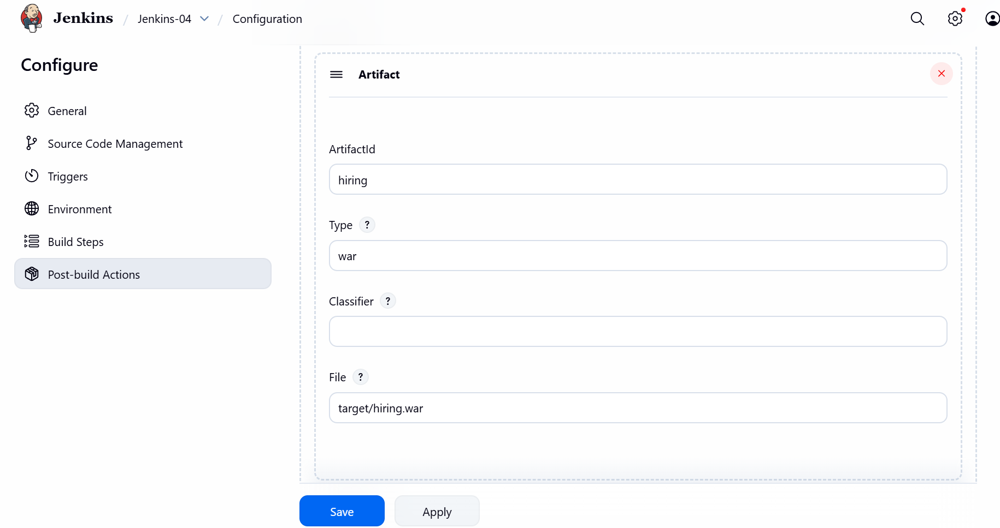 Jenkins / Jenkins-04 / Configuration
Configure
General
Source Code Management
Triggers
Environment
Build Steps
Post-build Actions
Artifact
ArtifactId
hiring
Type ?
war
Classifier ?
File ?
target/hiring.war
Save Apply